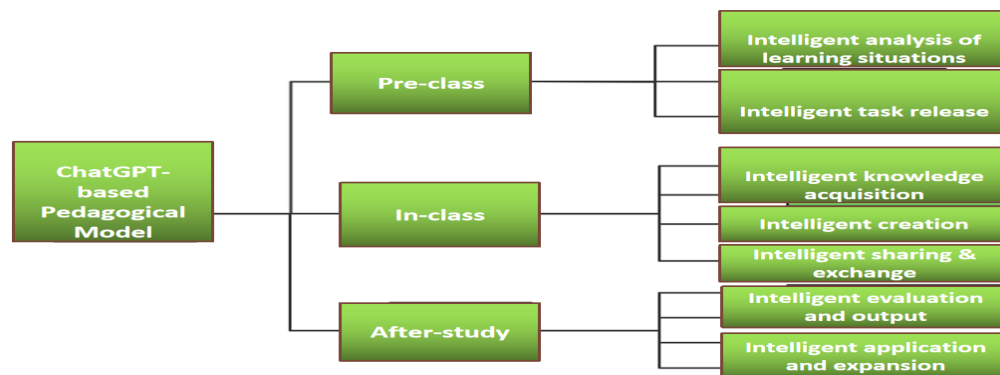 ChatGPT-
based
Pedagogical
Model
Pre-class
Intelligent analysis of
learning situations
Intelligent task release
In-class
Intelligent knowledge
acquisition
Intelligent creation
Intelligent sharing &
exchange
After-study
Intelligent evaluation
and output
Intelligent application
and expansion